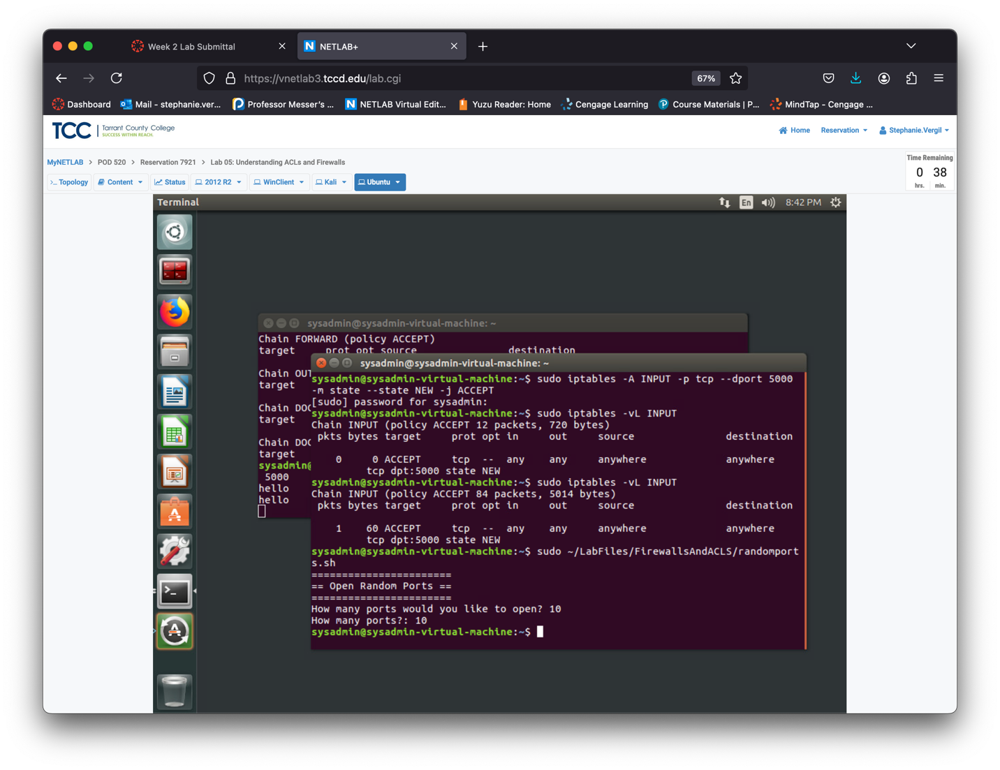 Week 2 Lab Submittal
NETLAB+
https://vnetlab3.tccd.edu/lab.cgi
67%
Dashboard
Mail - stephanie.ver...
Professor Messer's ...
NETLAB Virtual Edit...
Yuzu Reader: Home
Cengage Learning
Course Materials | P...
MindTap - Cengage ...
TCC
Tarrant County College
SUCCESS WITHIN REACH.
Home
Reservation
Stephanie.Vergil
MyNETLAB > POD 520 > Reservation 7921 > Lab 05: Understanding ACLs and Firewalls
Time Remaining
0 38
hrs. min.
Topology
Content
Status
2012 R2
WinClient
Kali
Ubuntu
Terminal
En
8:42 PM
sysadmin@sysadmin-virtual-machine: ~
Chain FORWARD (policy ACCEPT)
target prot opt source destination
Chain OUT
target
Chain DOC
target
Chain DOC
target
sysadmin@
5000
hello
hello
sysadmin@sysadmin-virtual-machine: ~
sysadmin@sysadmin-virtual-machine:~$ sudo iptables -A INPUT -p tcp --dport 5000
-m state --state NEW -j ACCEPT
[sudo] password for sysadmin:
sysadmin@sysadmin-virtual-machine:~$ sudo iptables -vL INPUT
Chain INPUT (policy ACCEPT 12 packets, 720 bytes)
pkts bytes target prot opt in out source destination
0 0 ACCEPT tcp -- any any anywhere anywhere
tcp dpt:5000 state NEW
sysadmin@sysadmin-virtual-machine:~$ sudo iptables -vL INPUT
Chain INPUT (policy ACCEPT 84 packets, 5014 bytes)
pkts bytes target prot opt in out source destination
1 60 ACCEPT tcp -- any any anywhere anywhere
tcp dpt:5000 state NEW
sysadmin@sysadmin-virtual-machine:~$ sudo ~/LabFiles/FirewallsAndACLS/randomport
s.sh
=======================
== Open Random Ports ==
=======================
How many ports would you like to open? 10
How many ports?: 10
sysadmin@sysadmin-virtual-machine:~$